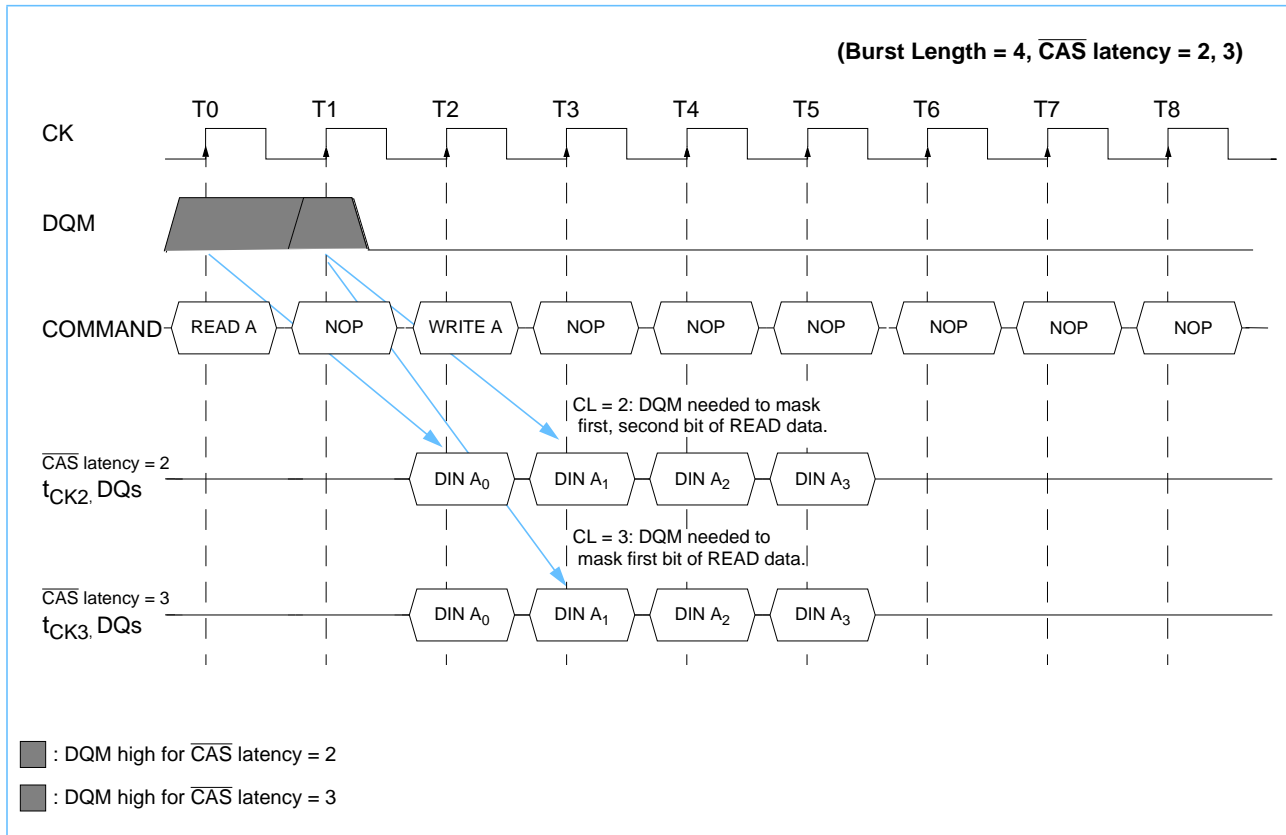 (Burst Length = 4, CAS latency = 2, 3)
T0 T1 T2 T3 T4 T5 T6 T7 T8
CK
DQM
COMMAND READ A NOP WRITE A NOP NOP NOP NOP NOP NOP
CL = 2: DQM needed to mask
first, second bit of READ data.
CAS latency = 2
tCK2, DQs DIN A0 DIN A1 DIN A2 DIN A3
CL = 3: DQM needed to
mask first bit of READ data.
CAS latency = 3
tCK3, DQs DIN A0 DIN A1 DIN A2 DIN A3
: DQM high for CAS latency = 2
: DQM high for CAS latency = 3